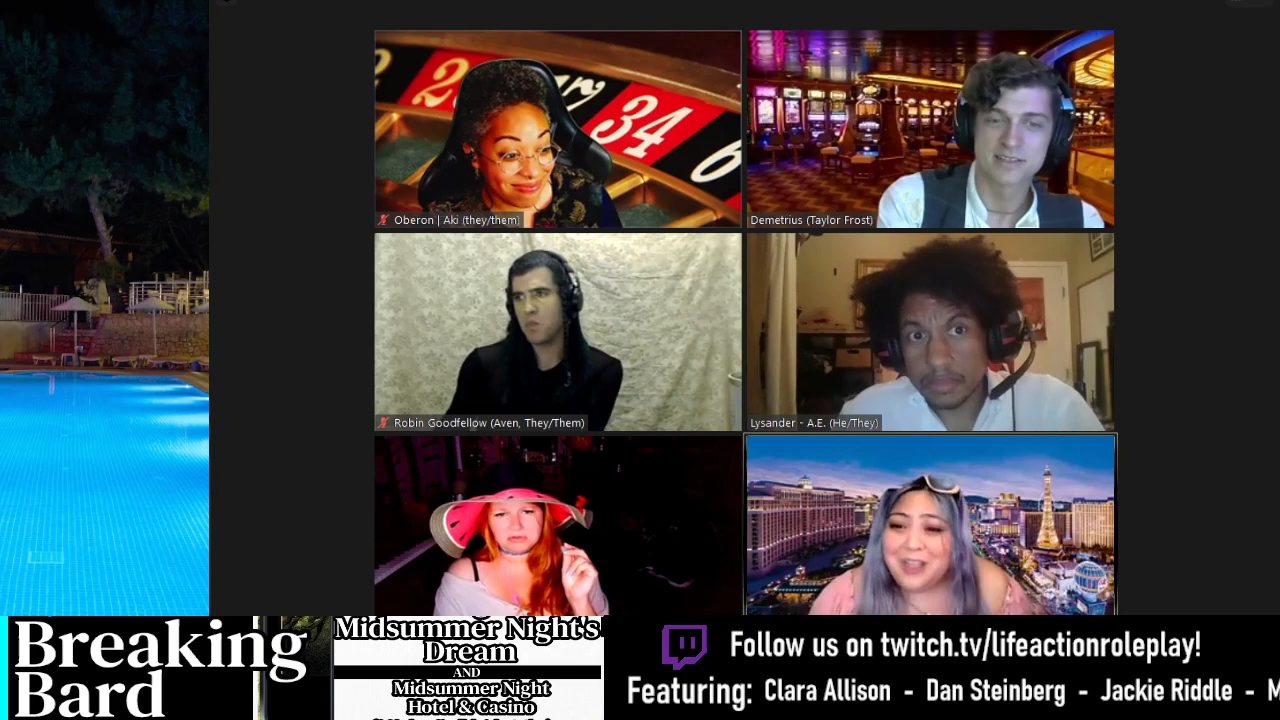 2
34
6
Oberon | Aki (they/them)
Demetrius (Taylor Frost)
Robin Goodfellow (Aven, They/Them)
Lysander - A.E. (He/They)
Breaking
Bard
Midsummer Night's
Dream
AND
Midsummer Night
Hotel & Casino
Follow us on twitch.tv/lifeactionroleplay!
Featuring: Clara Allison - Dan Steinberg - Jackie Riddle - M